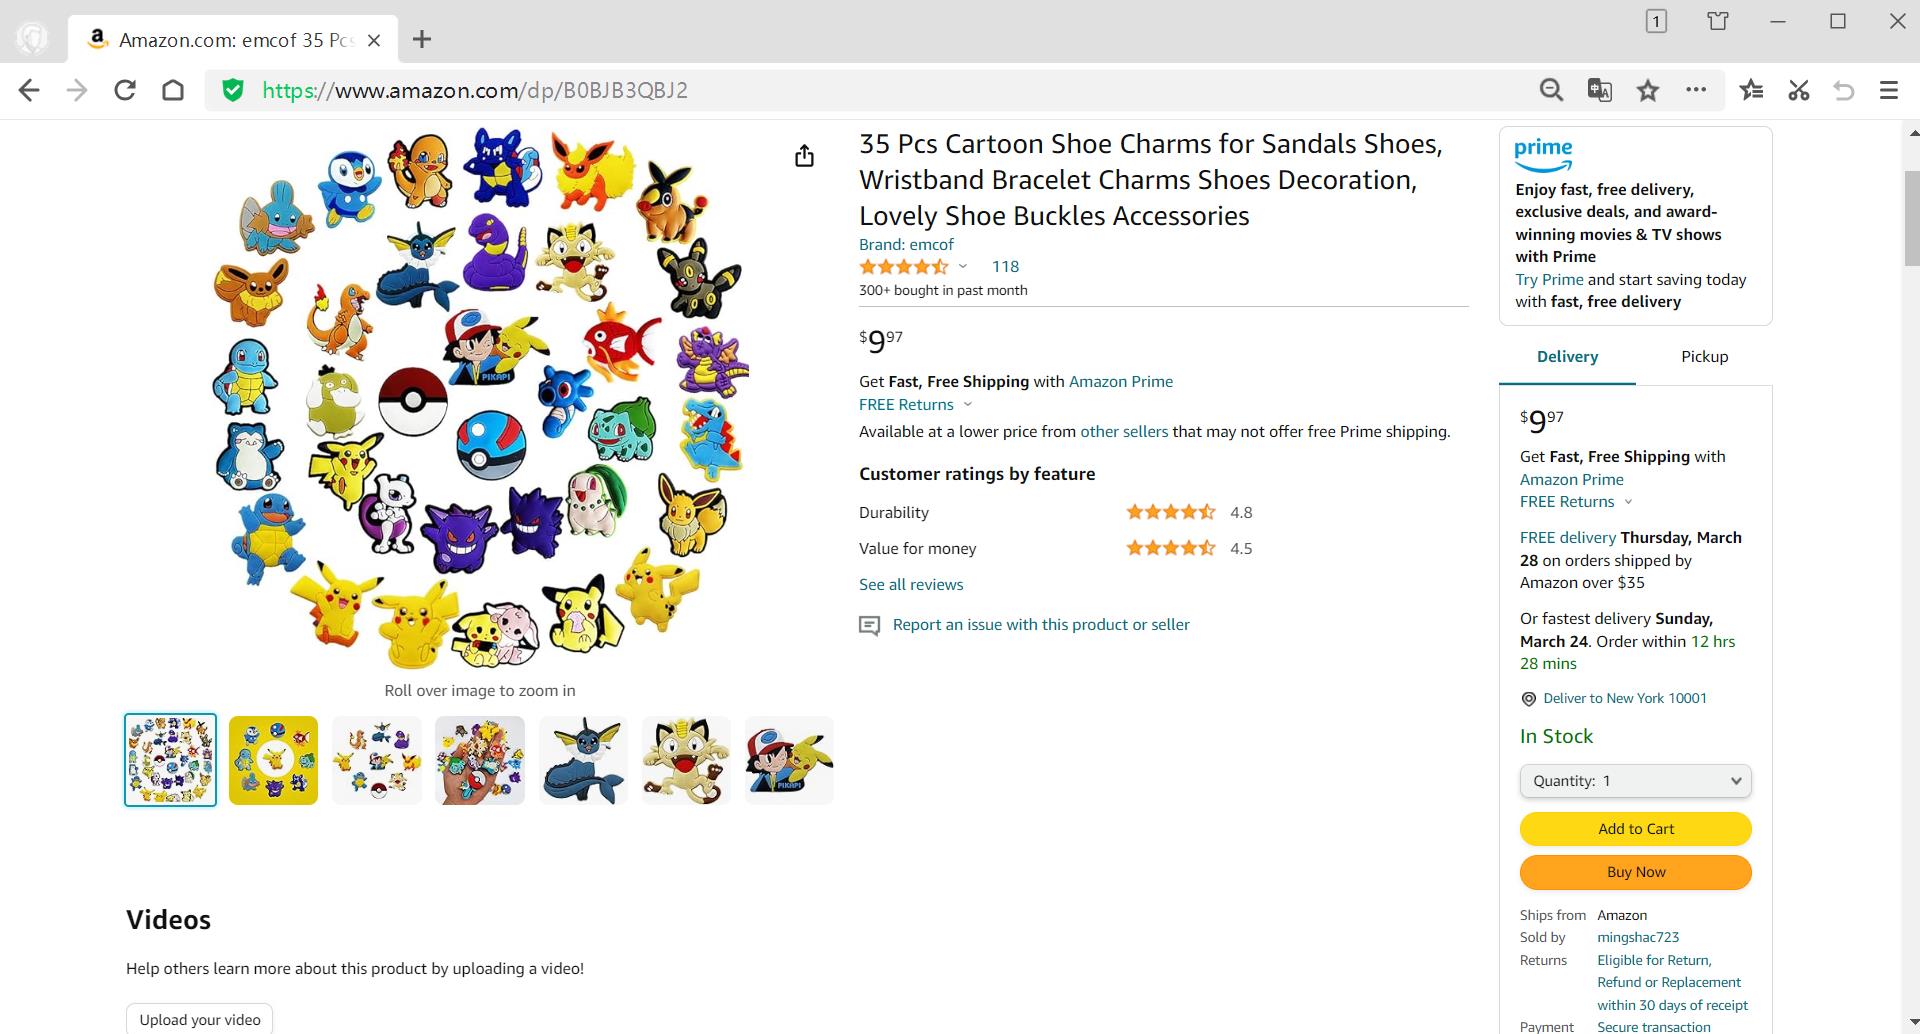 1
Amazon.com: emcof 35 Pcs
https://www.amazon.com/dp/B0BJB3QBJ2
PIKAPI
Roll over image to zoom in
PIKAPI
Videos
Help others learn more about this product by uploading a video!
Upload your video
35 Pcs Cartoon Shoe Charms for Sandals Shoes,
Wristband Bracelet Charms Shoes Decoration,
Lovely Shoe Buckles Accessories
Brand: emcof
118
300+ bought in past month
$9 97
Get Fast, Free Shipping with Amazon Prime
FREE Returns
Available at a lower price from other sellers that may not offer free Prime shipping.
Customer ratings by feature
Durability 4.8
Value for money 4.5
See all reviews
Report an issue with this product or seller
prime
Enjoy fast, free delivery,
exclusive deals, and award-
winning movies & TV shows
with Prime
Try Prime and start saving today
with fast, free delivery
Delivery Pickup
$9 97
Get Fast, Free Shipping with
Amazon Prime
FREE Returns
FREE delivery Thursday, March
28 on orders shipped by
Amazon over $35
Or fastest delivery Sunday,
March 24. Order within 12 hrs
28 mins
Deliver to New York 10001
In Stock
Quantity: 1
Add to Cart
Buy Now
Ships from Amazon
Sold by mingshac723
Returns Eligible for Return,
Refund or Replacement
within 30 days of receipt
Payment Secure transaction